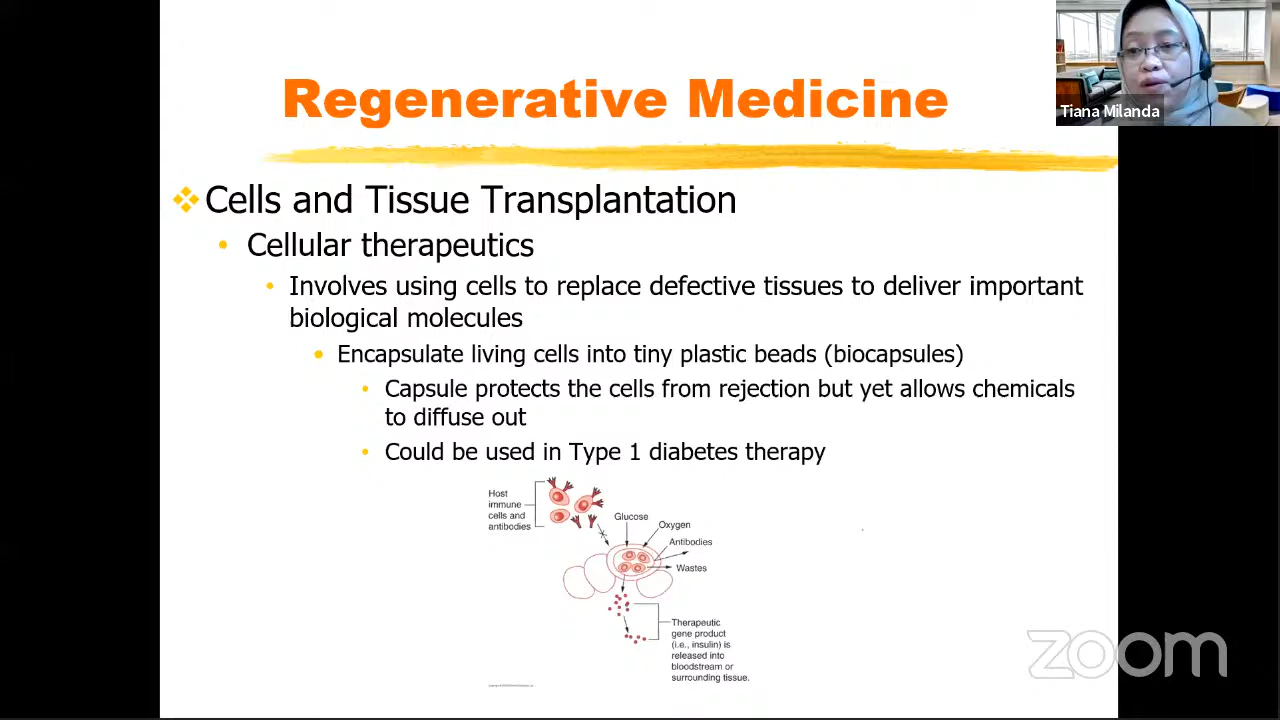 Regenerative Medicine
Tiana Milanda
Cells and Tissue Transplantation
Cellular therapeutics
Involves using cells to replace defective tissues to deliver important
biological molecules
Encapsulate living cells into tiny plastic beads (biocapsules)
Capsule protects the cells from rejection but yet allows chemicals
to diffuse out
Could be used in Type 1 diabetes therapy
Host
immune
cells and
antibodies
Glucose
Oxygen
Antibodies
Wastes
Therapeutic
gene product
(i.e., insulin) is
released into
bloodstream or
surrounding tissue.
zoom